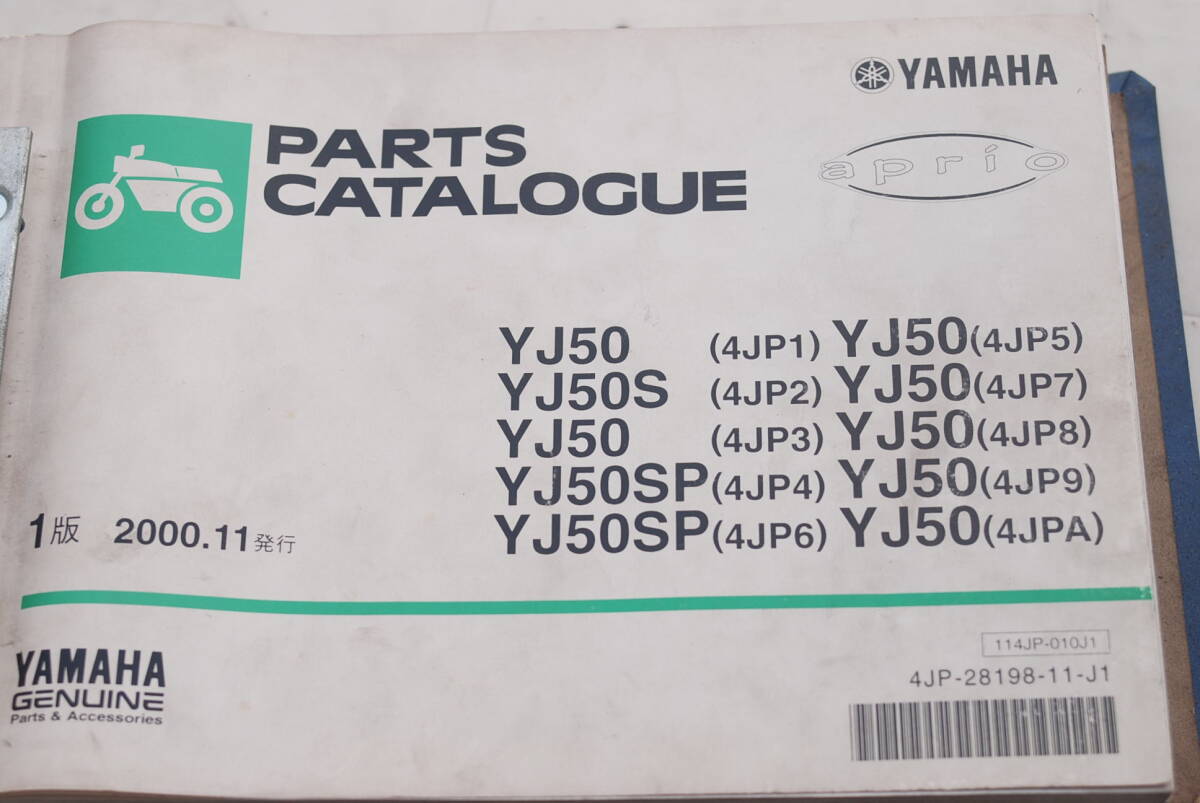 YAMAHA
aprio
PARTS
CATALOGUE
YJ50 (4JP1) YJ50(4JP5)
YJ50S (4JP2) YJ50(4JP7)
YJ50 (4JP3) YJ50(4JP8)
YJ50SP(4JP4) YJ50(4JP9)
YJ50SP(4JP6) YJ50(4JPA)
1版 2000.11発行
YAMAHA
GENUINE
Parts & Accessories
114JP-010J1
4JP-28198-11-J1